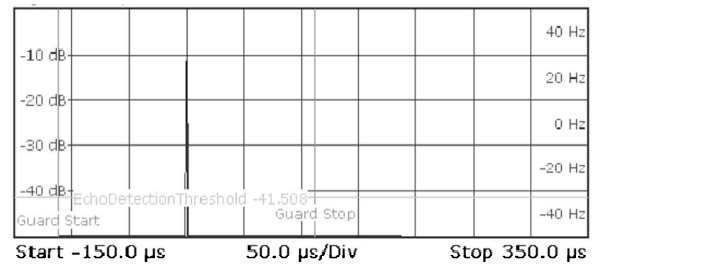 40 Hz
-10 dB
20 Hz
-20 dB
0 Hz
-30 dB
-20 Hz
-40 dB
EchoDetectionThreshold -41.508
Guard Start
Guard Stop
-40 Hz
Start -150.0 µs 50.0 µs/Div Stop 350.0 µs